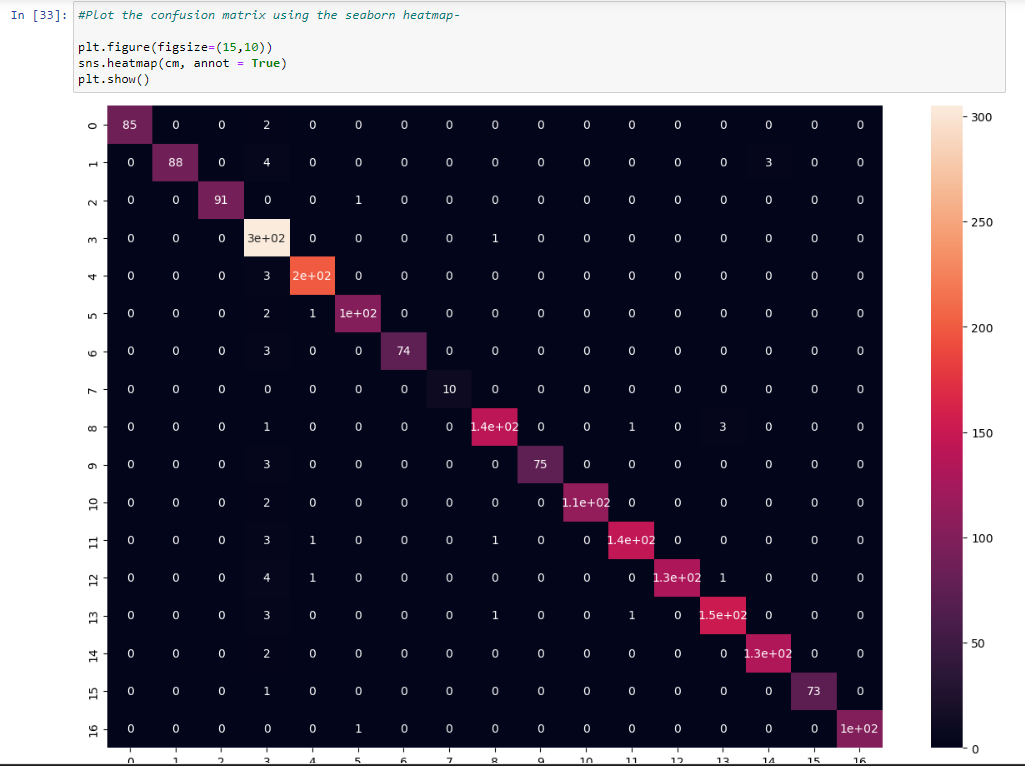 In [33]: #Plot the confusion matrix using the seaborn heatmap-
plt.figure(figsize=(15,10))
sns.heatmap(cm, annot = True)
plt.show()
0 85 0 0 2 0 0 0 0 0 0 0 0 0 0 0 0 0
1 0 88 0 4 0 0 0 0 0 0 0 0 0 0 3 0 0
2 0 0 91 0 0 1 0 0 0 0 0 0 0 0 0 0 0
3 0 0 0 3e+02 0 0 0 0 1 0 0 0 0 0 0 0 0
4 0 0 0 3 2e+02 0 0 0 0 0 0 0 0 0 0 0 0
5 0 0 0 2 1 1e+02 0 0 0 0 0 0 0 0 0 0 0
6 0 0 0 3 0 0 74 0 0 0 0 0 0 0 0 0 0
7 0 0 0 0 0 0 0 10 0 0 0 0 0 0 0 0 0
8 0 0 0 1 0 0 0 0 1.4e+02 0 0 1 0 3 0 0 0
9 0 0 0 3 0 0 0 0 0 75 0 0 0 0 0 0 0
10 0 0 0 2 0 0 0 0 0 0 1.1e+02 0 0 0 0 0 0
11 0 0 0 3 1 0 0 0 1 0 0 1.4e+02 0 0 0 0 0
12 0 0 0 4 1 0 0 0 0 0 0 0 1.3e+02 1 0 0 0
13 0 0 0 3 0 0 0 0 1 0 0 1 0 1.5e+02 0 0 0
14 0 0 0 2 0 0 0 0 0 0 0 0 0 0 1.3e+02 0 0
15 0 0 0 1 0 0 0 0 0 0 0 0 0 0 0 73 0
16 0 0 0 0 0 1 0 0 0 0 0 0 0 0 0 0 1e+02
0 1 2 3 4 5 6 7 8 9 10 11 12 13 14 15 16
300
250
200
150
100
50
0